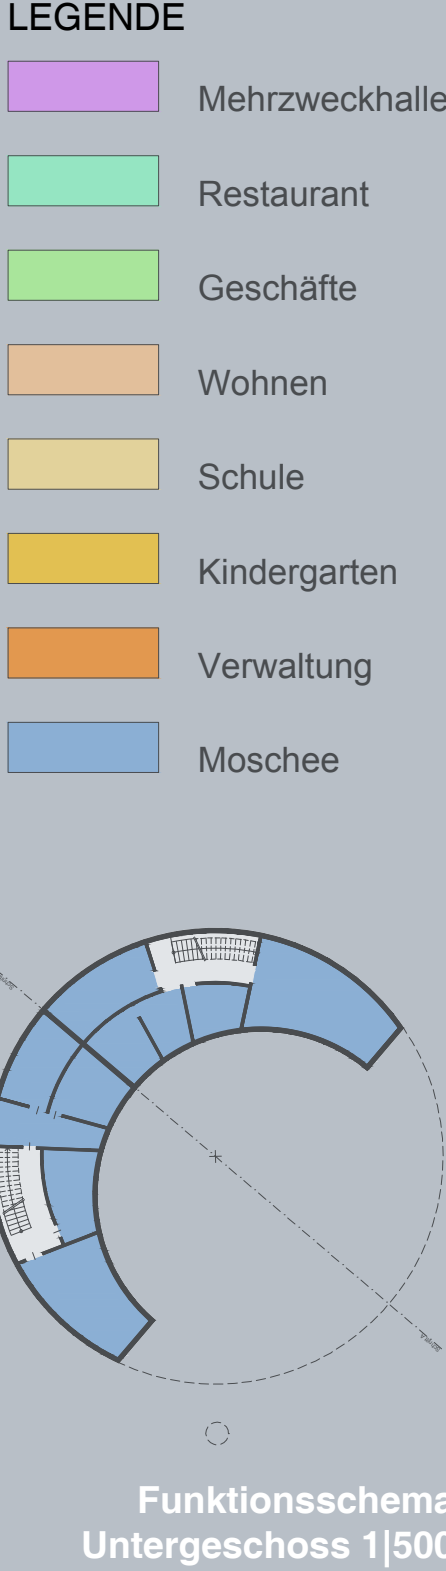 LEGENDE
Mehrzweckhalle
Restaurant
Geschäfte
Wohnen
Schule
Kindergarten
Verwaltung
Moschee
Funktionsschema
Untergeschoss 1|500